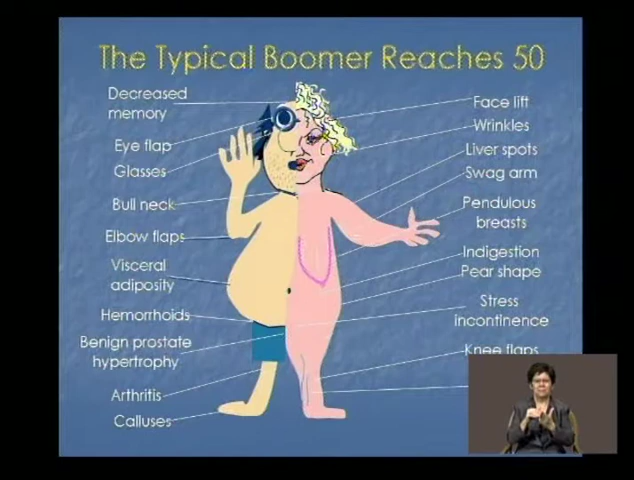 The Typical Boomer Reaches 50
Decreased
memory
Eye flap
Glasses
Bull neck
Elbow flaps
Visceral
adiposity
Hemorrhoids
Benign prostate
hypertrophy
Arthritis
Calluses
Face lift
Wrinkles
Liver spots
Swag arm
Pendulous
breasts
Indigestion
Pear shape
Stress
incontinence
Knee flaps